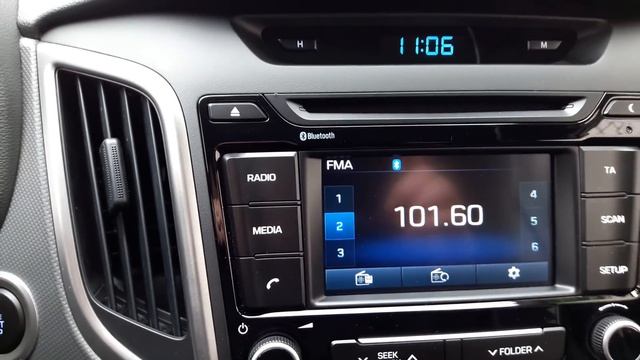 H 11:06 M
Bluetooth
FMA
RADIO
1
4
TA
2
101.60
5
MEDIA
SCAN
3
6
SETUP
SEEK
FOLDER